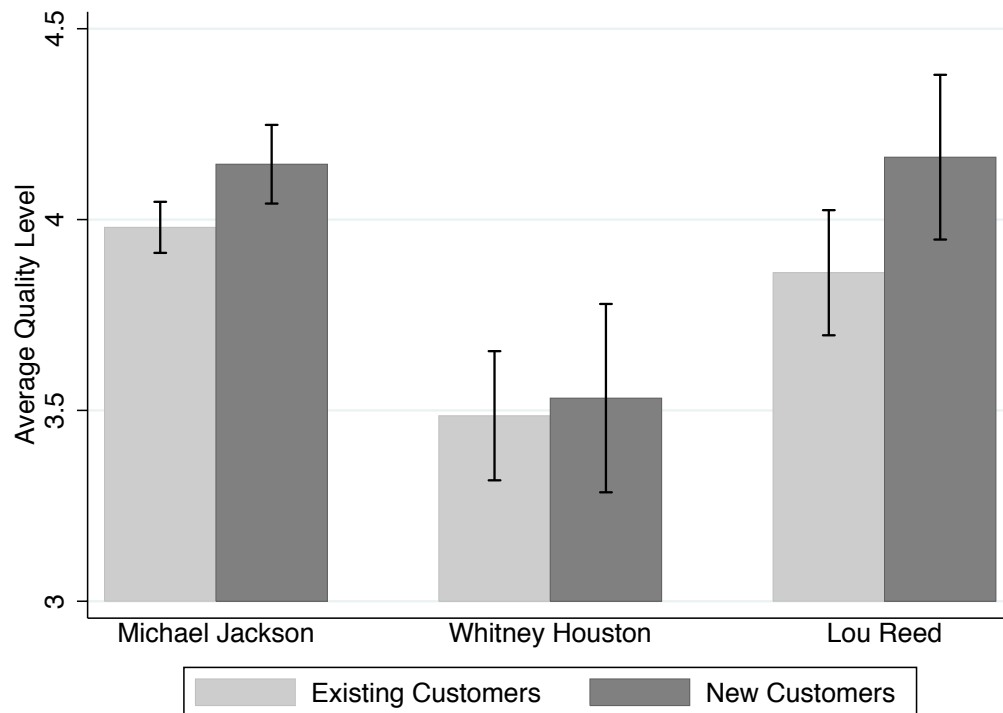 Average Quality Level
4.5
4
3.5
3
Michael Jackson Whitney Houston Lou Reed
Existing Customers New Customers